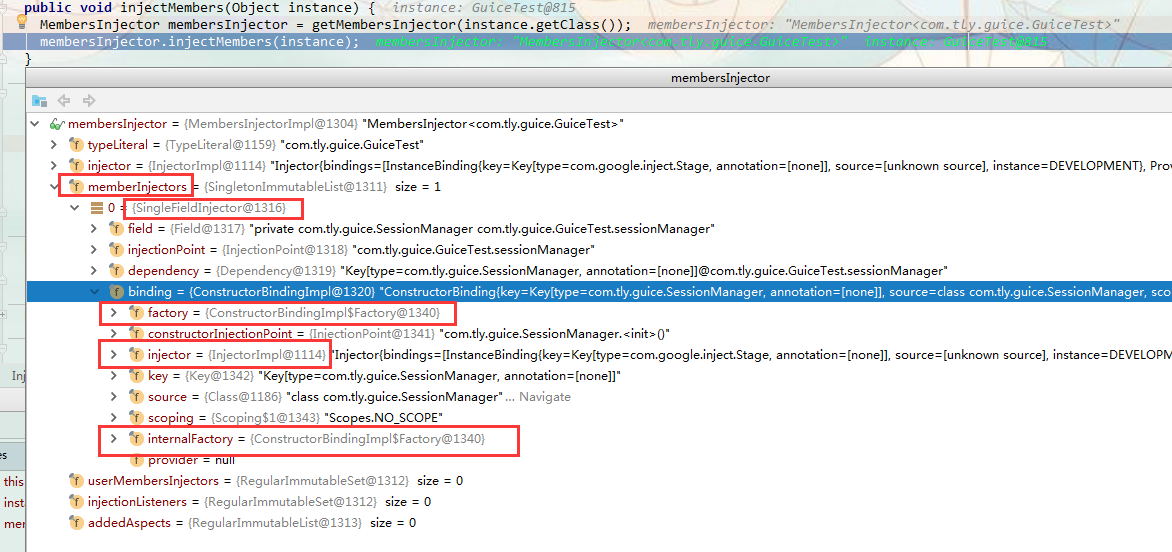 public void injectMembers(Object instance) { instance: GuiceTest@815
MembersInjector membersInjector = getMembersInjector(instance.getClass()); membersInjector: "MembersInjector<com.tly.guice.GuiceTest>"
membersInjector.injectMembers(instance); membersInjector: "MembersInjector<com.tly.guice.GuiceTest>" instance: GuiceTest@815
}
membersInjector
membersInjector = {MembersInjectorImpl@1304} "MembersInjector<com.tly.guice.GuiceTest>"
typeLiteral = {TypeLiteral@1159} "com.tly.guice.GuiceTest"
injector = {InjectorImpl@1114} "Injector{bindings=[InstanceBinding{key=Key[type=com.google.inject.Stage, annotation=[none]], source=[unknown source], instance=DEVELOPMENT}, Prov
memberInjectors = {SingletonImmutableList@1311} size = 1
0 = {SingleFieldInjector@1316}
field = {Field@1317} "private com.tly.guice.SessionManager com.tly.guice.GuiceTest.sessionManager"
injectionPoint = {InjectionPoint@1318} "com.tly.guice.GuiceTest.sessionManager"
dependency = {Dependency@1319} "Key[type=com.tly.guice.SessionManager, annotation=[none]]@com.tly.guice.GuiceTest.sessionManager"
binding = {ConstructorBindingImpl@1320} "ConstructorBinding{key=Key[type=com.tly.guice.SessionManager, annotation=[none]], source=class com.tly.guice.SessionManager, sco
factory = {ConstructorBindingImpl$Factory@1340}
constructorInjectionPoint = {InjectionPoint@1341} "com.tly.guice.SessionManager.<init>()"
Inj
injector = {InjectorImpl@1114} "Injector{bindings=[InstanceBinding{key=Key[type=com.google.inject.Stage, annotation=[none]], source=[unknown source], instance=DEVELOPM
key = {Key@1342} "Key[type=com.tly.guice.SessionManager, annotation=[none]]"
source = {Class@1186} "class com.tly.guice.SessionManager" ... Navigate
scoping = {Scoping$1@1343} "Scopes.NO_SCOPE"
internalFactory = {ConstructorBindingImpl$Factory@1340}
es
provider = null
this
userMembersInjectors = {RegularImmutableSet@1312} size = 0
inst
injectionListeners = {RegularImmutableSet@1312} size = 0
mer
addedAspects = {RegularImmutableList@1313} size = 0